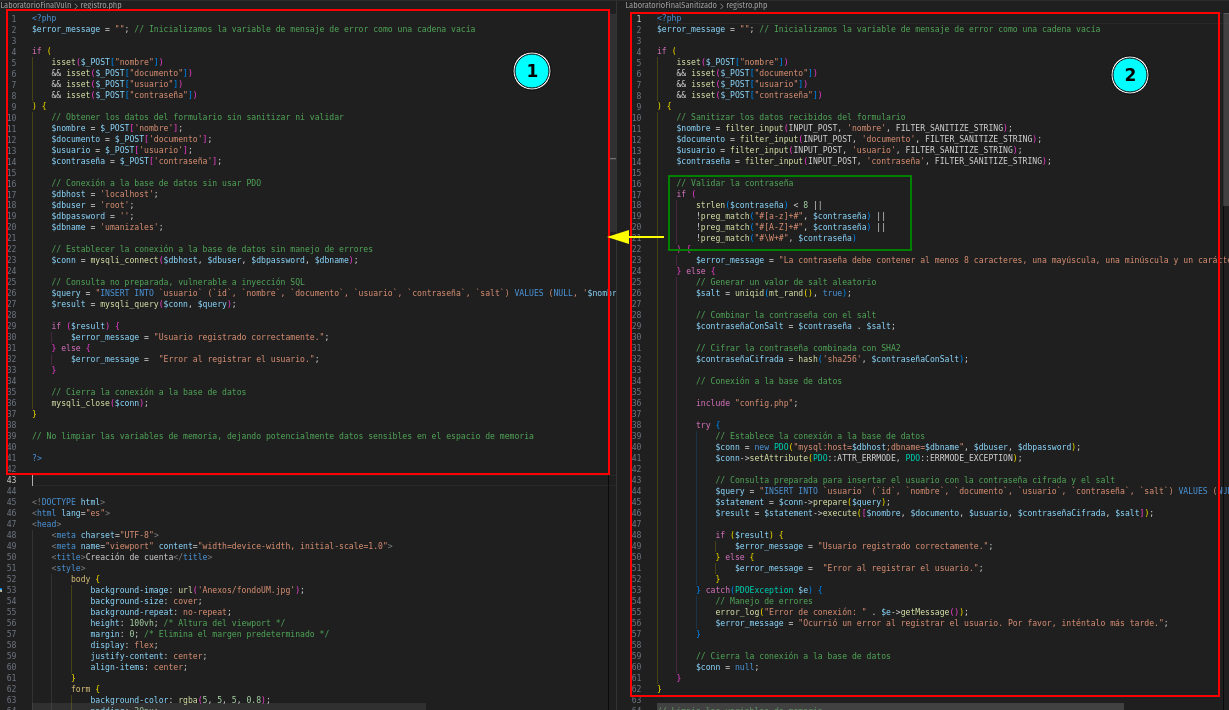 LaboratorioFinalVuln > registro.php
1 <?php
2 $error_message = ""; // Inicializamos la variable de mensaje de error como una cadena vacía
3
4 if (
5 isset($_POST["nombre"])
6 && isset($_POST["documento"])
7 && isset($_POST["usuario"])
8 && isset($_POST["contraseña"])
9 ) {
10 // Obtener los datos del formulario sin sanitizar ni validar
11 $nombre = $_POST['nombre'];
12 $documento = $_POST['documento'];
13 $usuario = $_POST['usuario'];
14 $contraseña = $_POST['contraseña'];
15
16 // Conexión a la base de datos sin usar PDO
17 $dbhost = 'localhost';
18 $dbuser = 'root';
19 $dbpassword = '';
20 $dbname = 'umanizales';
21
22 // Establecer la conexión a la base de datos sin manejo de errores
23 $conn = mysqli_connect($dbhost, $dbuser, $dbpassword, $dbname);
24
25 // Consulta no preparada, vulnerable a inyección SQL
26 $query = "INSERT INTO `usuario` (`id`, `nombre`, `documento`, `usuario`, `contraseña`, `salt`) VALUES (NULL, '$nombr
27 $result = mysqli_query($conn, $query);
28
29 if ($result) {
30 $error_message = "Usuario registrado correctamente.";
31 } else {
32 $error_message = "Error al registrar el usuario.";
33 }
34
35 // Cierra la conexión a la base de datos
36 mysqli_close($conn);
37 }
38
39 // No limpiar las variables de memoria, dejando potencialmente datos sensibles en el espacio de memoria
40
41 ?>
42
43
44
45 <!DOCTYPE html>
46 <html lang="es">
47 <head>
48 <meta charset="UTF-8">
49 <meta name="viewport" content="width=device-width, initial-scale=1.0">
50 <title>Creación de cuenta</title>
51 <style>
52 body {
53 background-image: url('Anexos/fondoUM.jpg');
54 background-size: cover;
55 background-repeat: no-repeat;
56 height: 100vh; /* Altura del viewport */
57 margin: 0; /* Elimina el margen predeterminado */
58 display: flex;
59 justify-content: center;
60 align-items: center;
61 }
62 form {
63 background-color: rgba(5, 5, 5, 0.8);
1
LaboratorioFinalSanitizado > registro.php
1 <?php
2 $error_message = ""; // Inicializamos la variable de mensaje de error como una cadena vacía
3
4 if (
5 isset($_POST["nombre"])
6 && isset($_POST["documento"])
7 && isset($_POST["usuario"])
8 && isset($_POST["contraseña"])
9 ) {
10 // Sanitizar los datos recibidos del formulario
11 $nombre = filter_input(INPUT_POST, 'nombre', FILTER_SANITIZE_STRING);
12 $documento = filter_input(INPUT_POST, 'documento', FILTER_SANITIZE_STRING);
13 $usuario = filter_input(INPUT_POST, 'usuario', FILTER_SANITIZE_STRING);
14 $contraseña = filter_input(INPUT_POST, 'contraseña', FILTER_SANITIZE_STRING);
15
16 // Validar la contraseña
17 if (
18 strlen($contraseña) < 8 ||
19 !preg_match("#[a-z]+#", $contraseña) ||
20 !preg_match("#[A-Z]+#", $contraseña) ||
21 !preg_match("#\W+#", $contraseña)
22 ) {
23 $error_message = "La contraseña debe contener al menos 8 caracteres, una mayúscula, una minúscula y un carácte
24 } else {
25 // Generar un valor de salt aleatorio
26 $salt = uniqid(mt_rand(), true);
27
28 // Combinar la contraseña con el salt
29 $contraseñaConSalt = $contraseña . $salt;
30
31 // Cifrar la contraseña combinada con SHA2
32 $contraseñaCifrada = hash('sha256', $contraseñaConSalt);
33
34 // Conexión a la base de datos
35
36 include "config.php";
37
38 try {
39 // Establece la conexión a la base de datos
40 $conn = new PDO("mysql:host=$dbhost;dbname=$dbname", $dbuser, $dbpassword);
41 $conn->setAttribute(PDO::ATTR_ERRMODE, PDO::ERRMODE_EXCEPTION);
42
43 // Consulta preparada para insertar el usuario con la contraseña cifrada y el salt
44 $query = "INSERT INTO `usuario` (`id`, `nombre`, `documento`, `usuario`, `contraseña`, `salt`) VALUES (NUL
45 $statement = $conn->prepare($query);
46 $result = $statement->execute([$nombre, $documento, $usuario, $contraseñaCifrada, $salt]);
47
48 if ($result) {
49 $error_message = "Usuario registrado correctamente.";
50 } else {
51 $error_message = "Error al registrar el usuario.";
52 }
53 } catch(PDOException $e) {
54 // Manejo de errores
55 error_log("Error de conexión: " . $e->getMessage());
56 $error_message = "Ocurrió un error al registrar el usuario. Por favor, inténtalo más tarde.";
57 }
58
59 // Cierra la conexión a la base de datos
60 $conn = null;
61 }
62 }
63
2